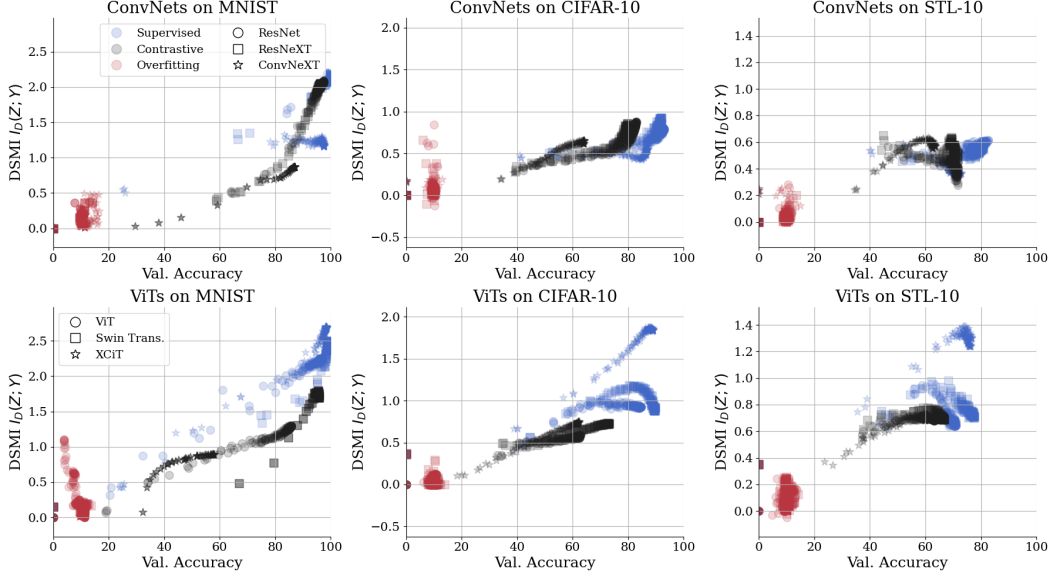 ConvNets on MNIST
ConvNets on CIFAR-10
ConvNets on STL-10
DSMI I_D(Z; Y)
2.5
2.0
1.5
1.0
0.5
0.0
Supervised
Contrastive
Overfitting
ResNet
ResNeXT
ConvNeXT
0 20 40 60 80 100
Val. Accuracy
DSMI I_D(Z; Y)
2.0
1.5
1.0
0.5
0.0
−0.5
0 20 40 60 80 100
Val. Accuracy
DSMI I_D(Z; Y)
1.4
1.2
1.0
0.8
0.6
0.4
0.2
0.0
0 20 40 60 80 100
Val. Accuracy
ViTs on MNIST
ViTs on CIFAR-10
ViTs on STL-10
DSMI I_D(Z; Y)
2.5
2.0
1.5
1.0
0.5
0.0
ViT
Swin Trans.
XCiT
0 20 40 60 80 100
Val. Accuracy
DSMI I_D(Z; Y)
2.0
1.5
1.0
0.5
0.0
−0.5
0 20 40 60 80 100
Val. Accuracy
DSMI I_D(Z; Y)
1.4
1.2
1.0
0.8
0.6
0.4
0.2
0.0
0 20 40 60 80 100
Val. Accuracy